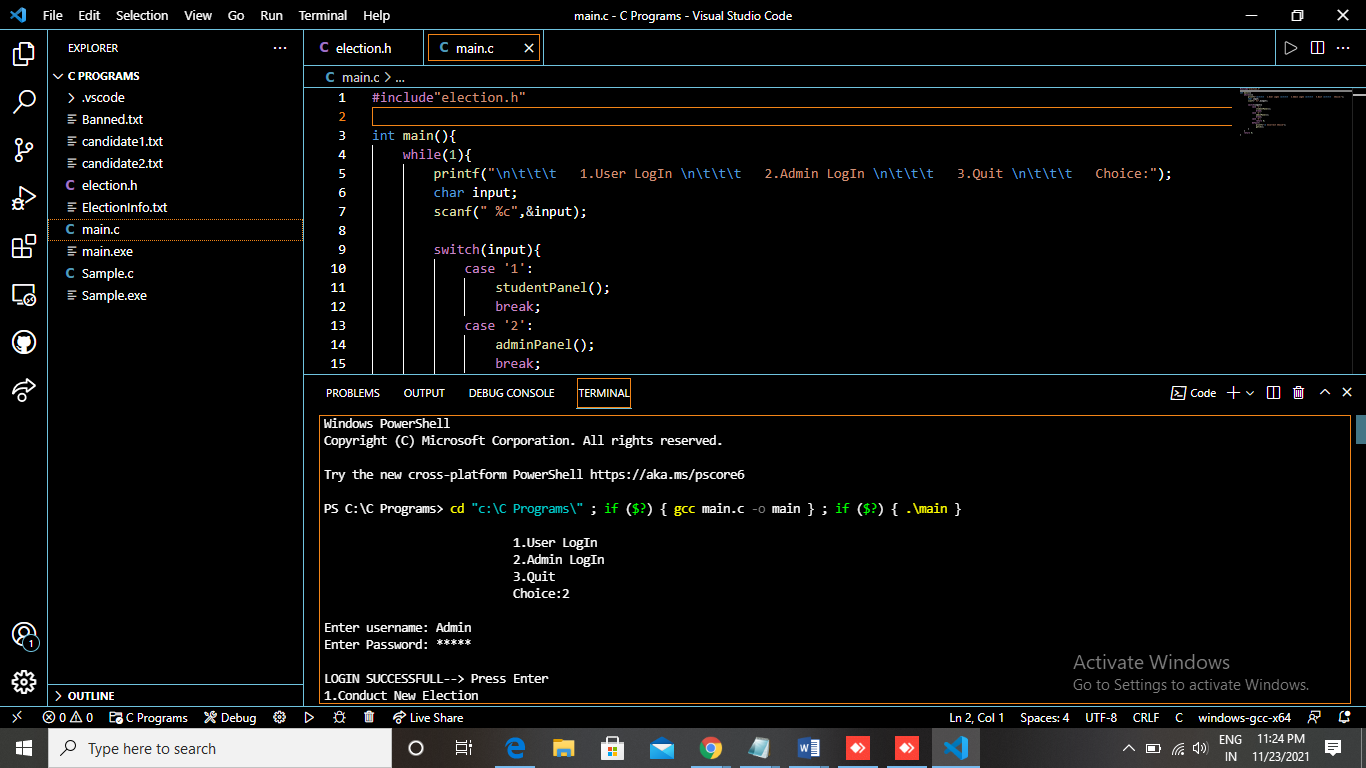 File Edit Selection View Go Run Terminal Help main.c - C Programs - Visual Studio Code
EXPLORER ...
C PROGRAMS
.vscode
Banned.txt
candidate1.txt
candidate2.txt
C election.h
ElectionInfo.txt
C main.c
main.exe
C Sample.c
Sample.exe
OUTLINE
C election.h C main.c
C main.c > ...
1 #include"election.h"
2
3 int main(){
4 while(1){
5 printf("\n\t\t\t   1.User LogIn \n\t\t\t   2.Admin LogIn \n\t\t\t   3.Quit \n\t\t\t   Choice:");
6 char input;
7 scanf(" %c",&input);
8
9 switch(input){
10 case '1':
11 studentPanel();
12 break;
13 case '2':
14 adminPanel();
15 break;
PROBLEMS OUTPUT DEBUG CONSOLE TERMINAL Code
Windows PowerShell
Copyright (C) Microsoft Corporation. All rights reserved.
Try the new cross-platform PowerShell https://aka.ms/pscore6
PS C:\C Programs> cd "c:\C Programs\" ; if ($?) { gcc main.c -o main } ; if ($?) { .\main }
1.User LogIn
2.Admin LogIn
3.Quit
Choice:2
Enter username: Admin
Enter Password: *****
LOGIN SUCCESSFULL--> Press Enter
1.Conduct New Election
Activate Windows
Go to Settings to activate Windows.
1
0 0 C Programs Debug Live Share Ln 2, Col 1 Spaces: 4 UTF-8 CRLF C windows-gcc-x64
Type here to search
ENG 11:24 PM
IN 11/23/2021